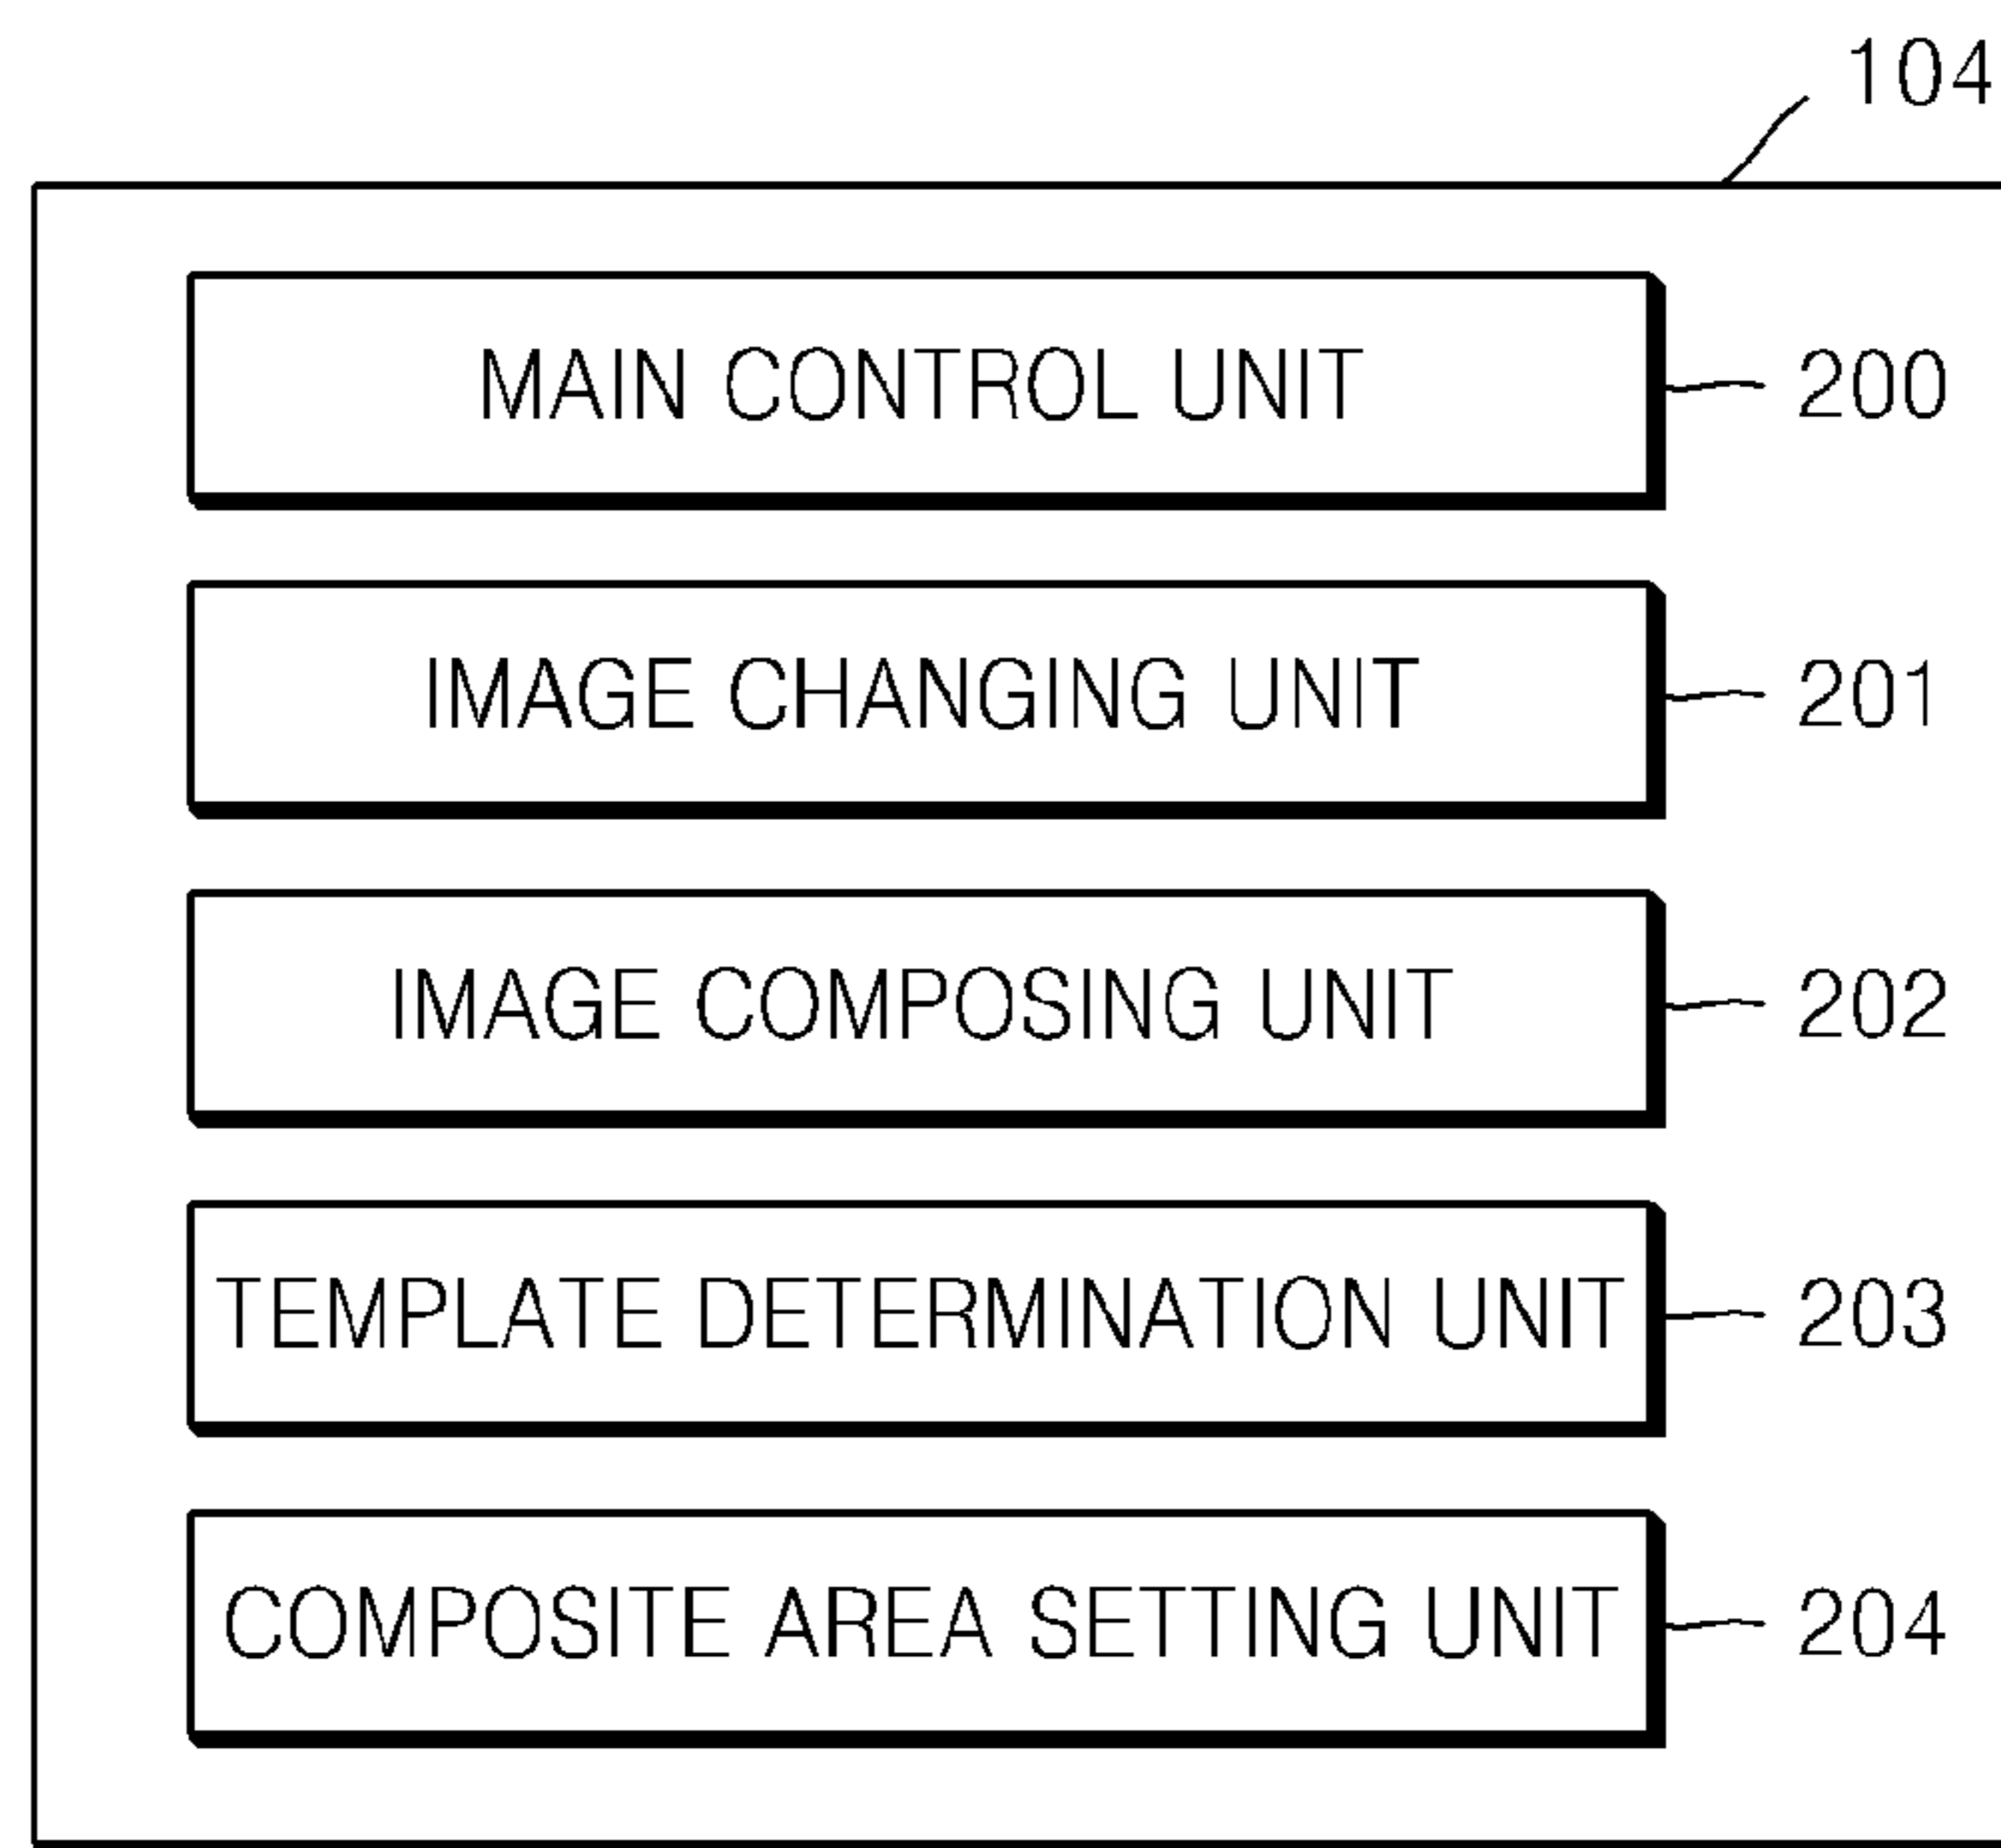 104
MAIN CONTROL UNIT 200
IMAGE CHANGING UNIT 201
IMAGE COMPOSING UNIT 202
TEMPLATE DETERMINATION UNIT 203
COMPOSITE AREA SETTING UNIT 204